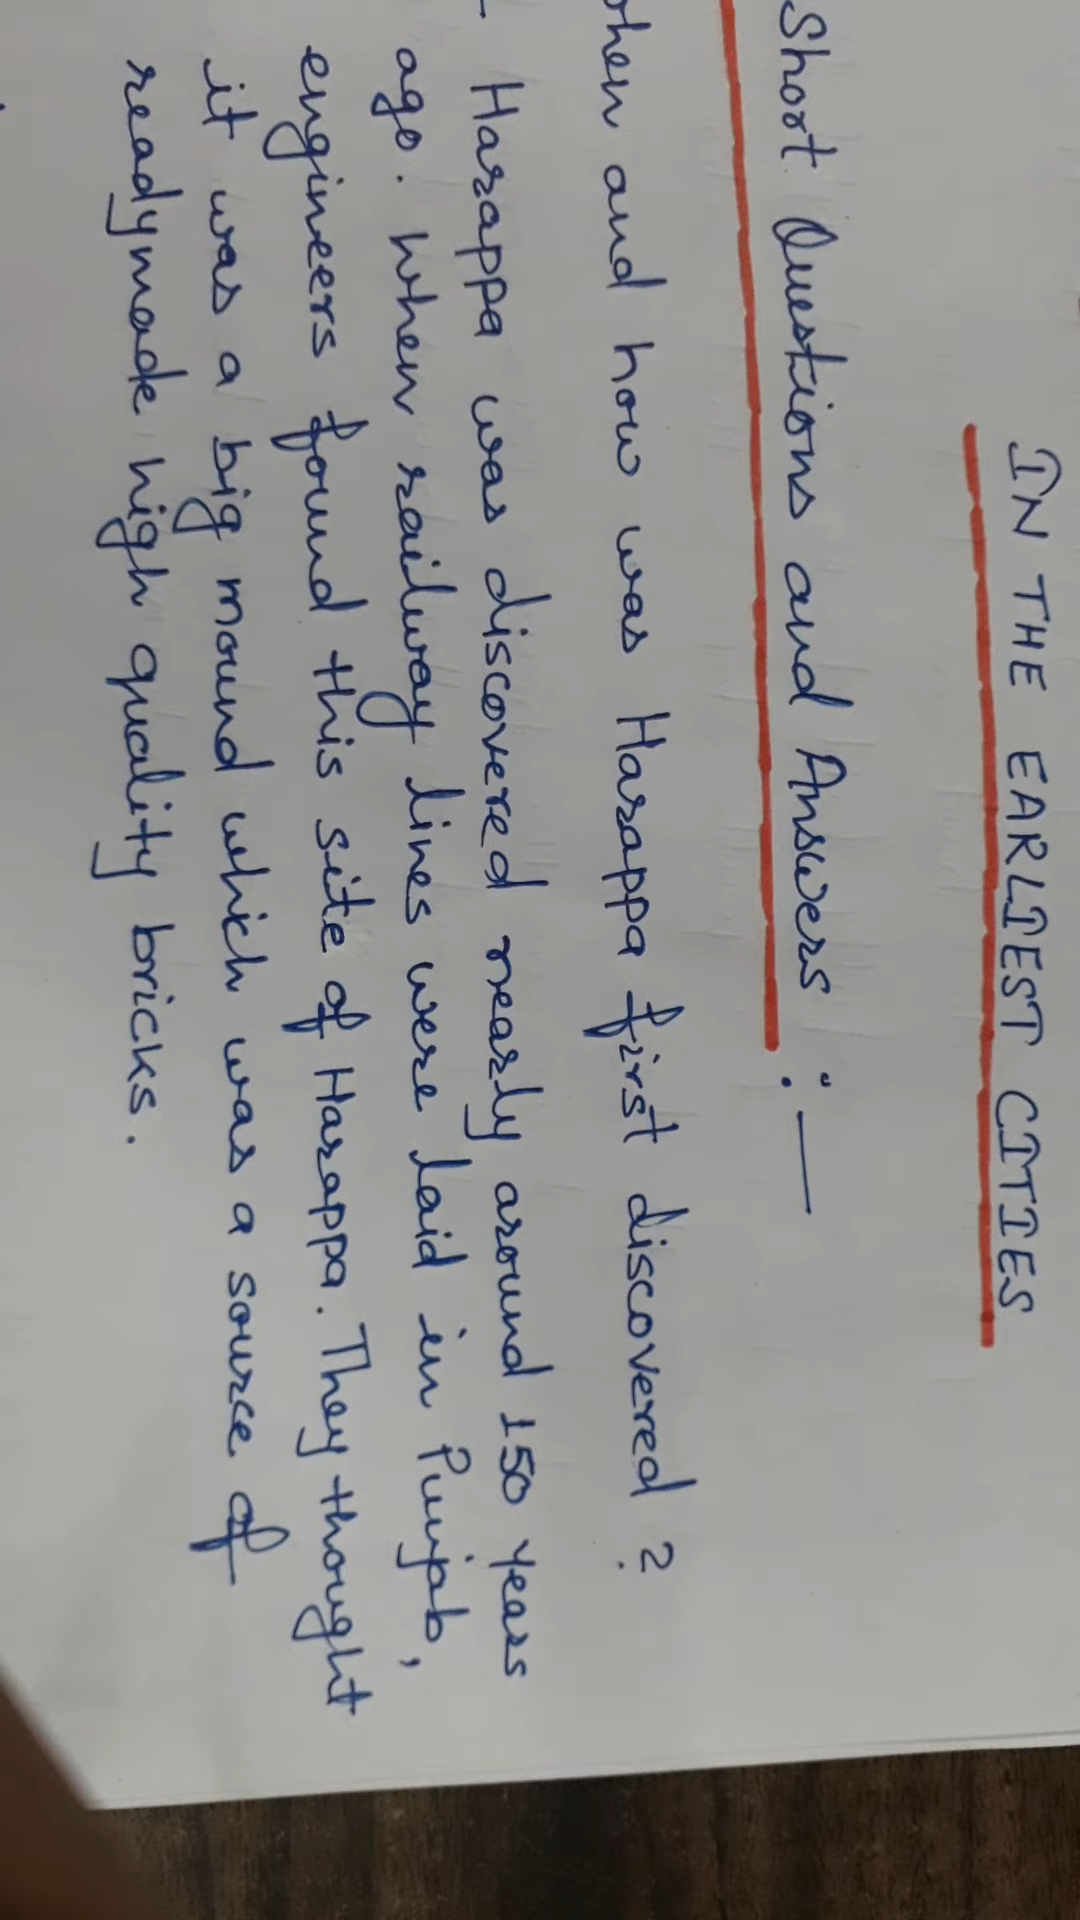 IN THE EARLIEST CITIES
Short Questions and Answers :—
when and how was Harappa first discovered ?
- Harappa was discovered nearly around 150 years
ago. When railway lines were laid in Punjab,
engineers found this site of Harappa. They thought
it was a big mound which was a source of
readymade high quality bricks.